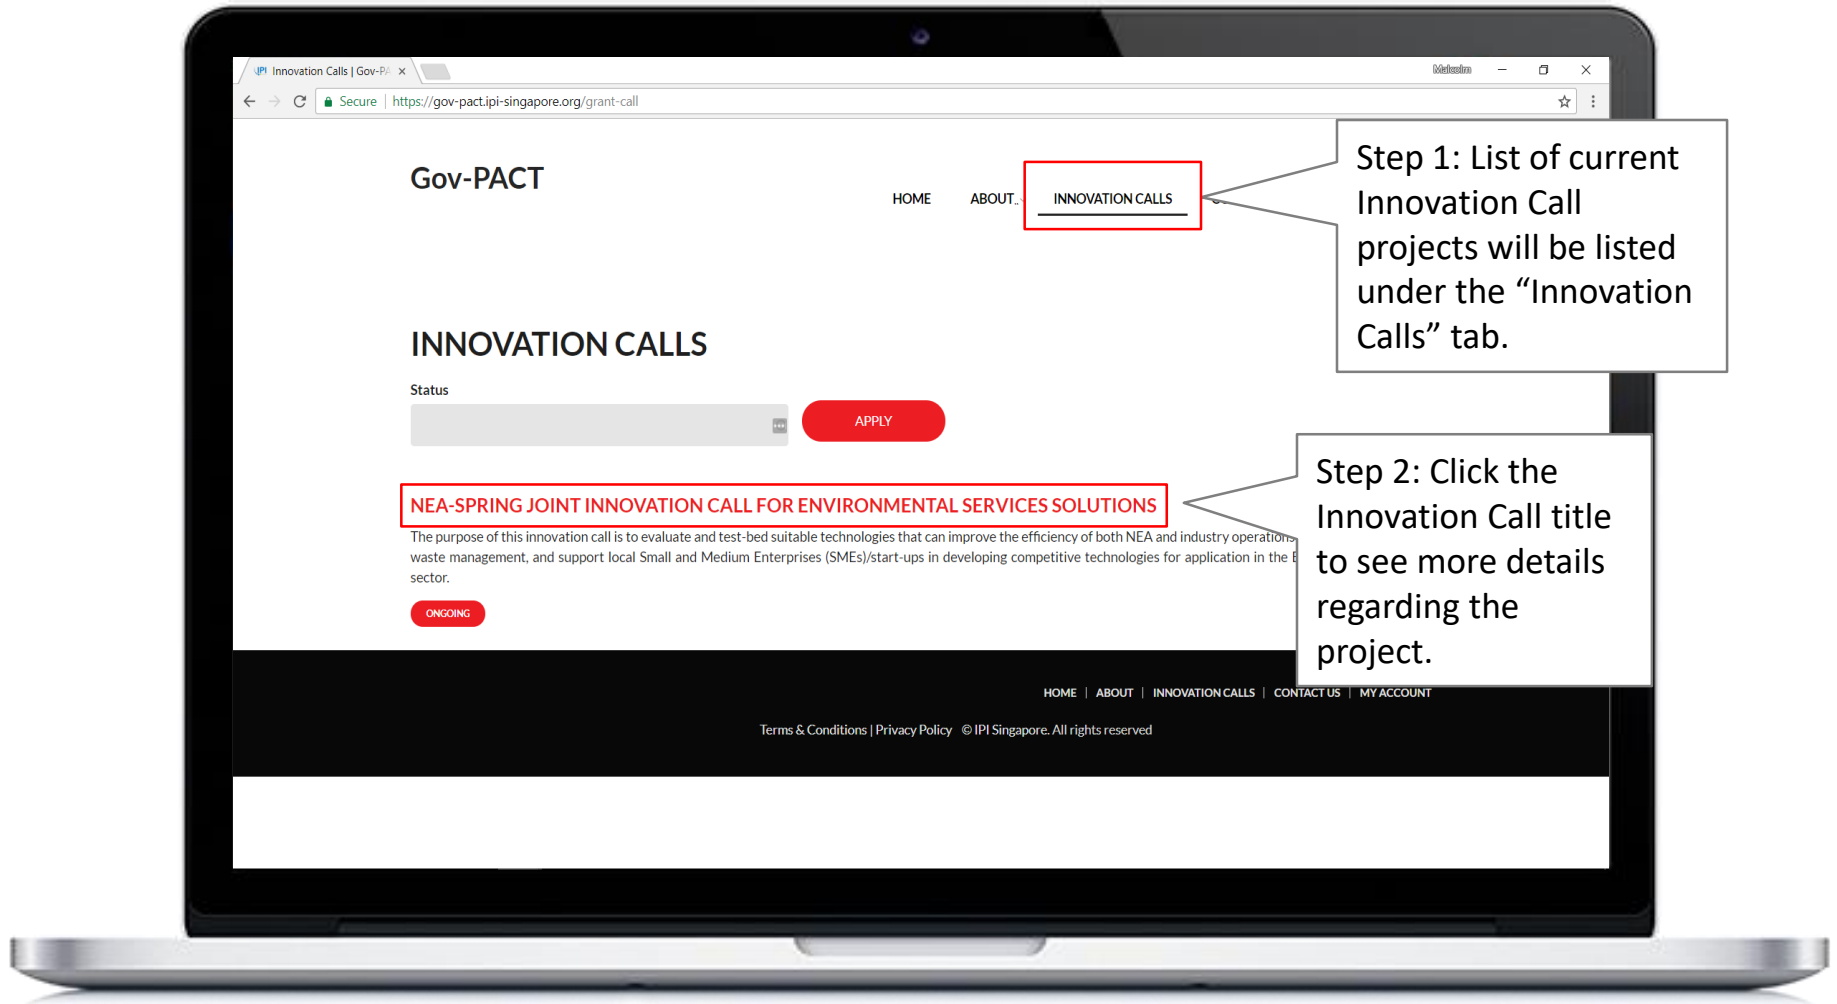 IPI Innovation Calls | Gov-PA
Malcolm
Secure | https://gov-pact.ipi-singapore.org/grant-call
Gov-PACT
HOME ABOUT INNOVATION CALLS
Step 1: List of current
Innovation Call
projects will be listed
under the “Innovation
Calls” tab.
INNOVATION CALLS
Status
APPLY
NEA-SPRING JOINT INNOVATION CALL FOR ENVIRONMENTAL SERVICES SOLUTIONS
The purpose of this innovation call is to evaluate and test-bed suitable technologies that can improve the efficiency of both NEA and industry operations
waste management, and support local Small and Medium Enterprises (SMEs)/start-ups in developing competitive technologies for application in the
sector.
ONGOING
Step 2: Click the
Innovation Call title
to see more details
regarding the
project.
HOME | ABOUT | INNOVATION CALLS | CONTACT US | MY ACCOUNT
Terms & Conditions | Privacy Policy © IPI Singapore. All rights reserved